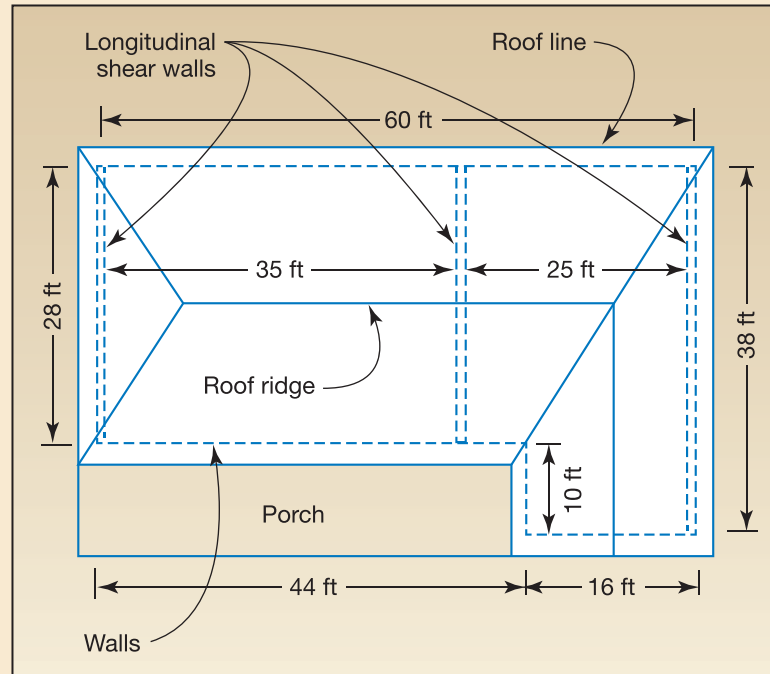 Longitudinal
shear walls
Roof line
60 ft
35 ft
25 ft
28 ft
38 ft
Roof ridge
10 ft
Porch
44 ft
16 ft
Walls